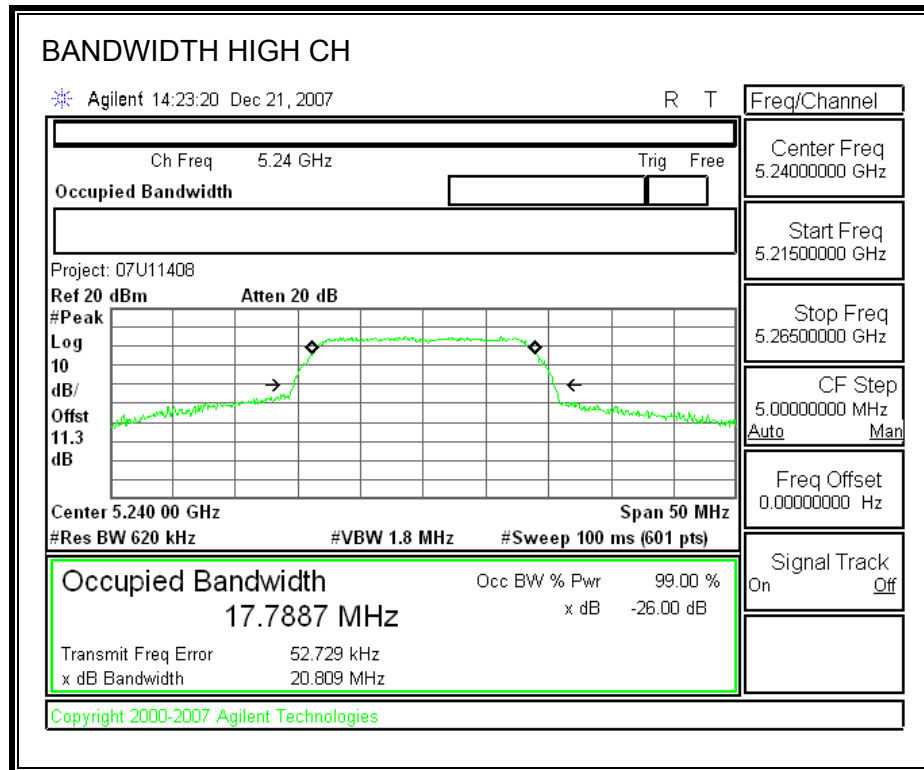 BANDWIDTH HIGH CH
Agilent 14:23:20 Dec 21, 2007 R T
Freq/Channel
Ch Freq 5.24 GHz Trig Free
Occupied Bandwidth
Center Freq
5.24000000 GHz
Start Freq
5.21500000 GHz
Stop Freq
5.26500000 GHz
CF Step
5.00000000 MHz
Auto Man
Freq Offset
0.00000000 Hz
Signal Track
On Off
Project: 07U11408
Ref 20 dBm Atten 20 dB
#Peak
Log
10
dB/
Offst
11.3
dB
Center 5.240 00 GHz Span 50 MHz
#Res BW 620 kHz #VBW 1.8 MHz #Sweep 100 ms (601 pts)
Occupied Bandwidth Occ BW % Pwr 99.00 %
17.7887 MHz x dB -26.00 dB
Transmit Freq Error 52.729 kHz
x dB Bandwidth 20.809 MHz
Copyright 2000-2007 Agilent Technologies